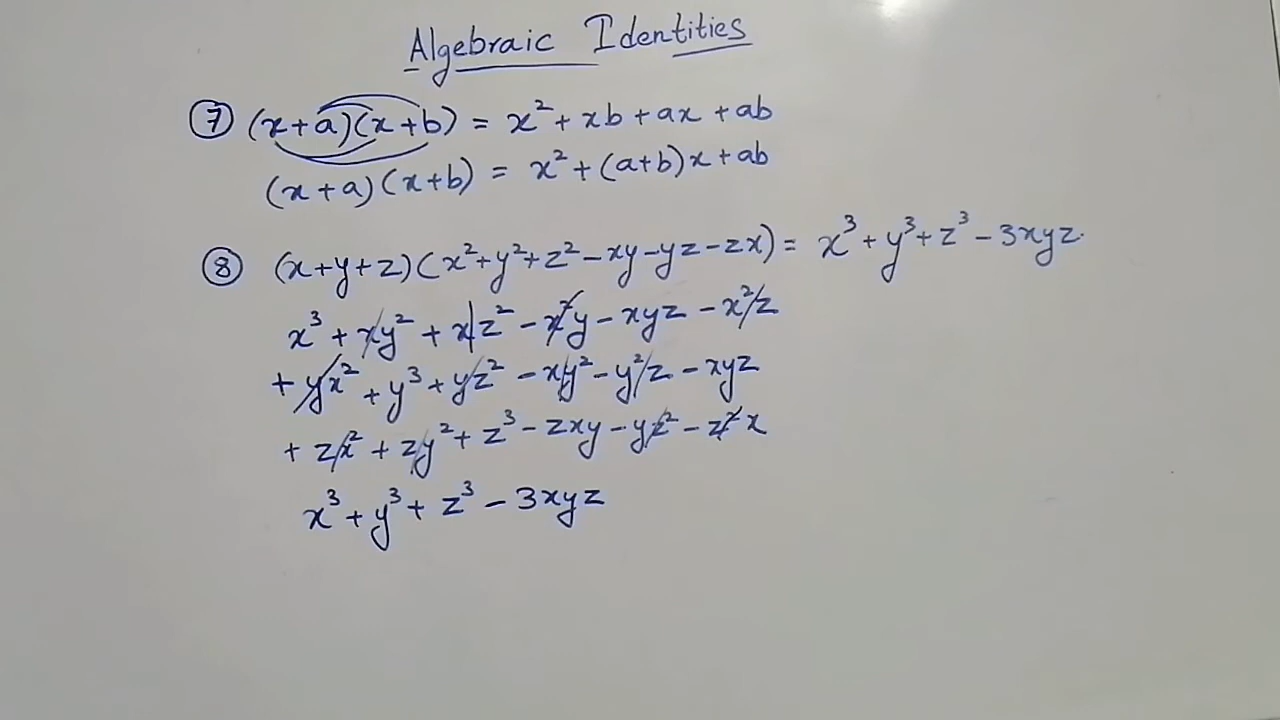 Algebraic Identities
⑦ (x+a)(x+b) = x² + xb + ax + ab
(x+a)(x+b) = x² + (a+b)x + ab
⑧ (x+y+z)(x²+y²+z²-xy-yz-zx) = x³+y³+z³-3xyz.
x³ + xy² + xz² - x²y - xyz - x²z
+ yx² + y³ + yz² - xy² - y²z - xyz
+ zx² + zy² + z³ - zxy - yz² - z²x
x³ + y³ + z³ - 3xyz